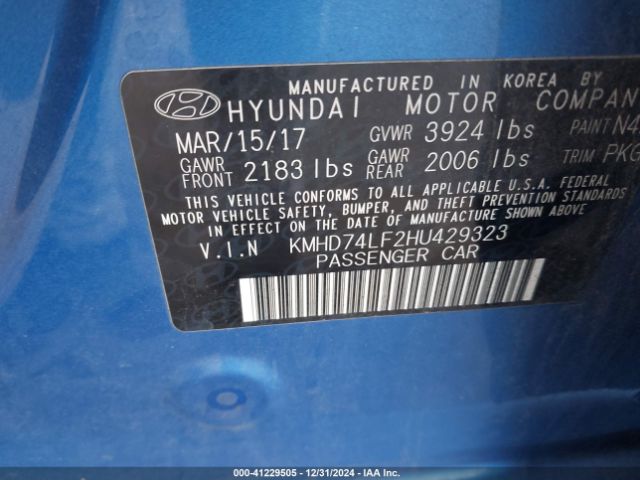 MANUFACTURED IN KOREA BY
HYUNDAI MOTOR COMPAN
MAR/15/17 GVWR 3924 lbs PAINT N4
GAWR FRONT 2183 lbs GAWR REAR 2006 lbs TRIM PKG
THIS VEHICLE CONFORMS TO ALL APPLICABLE U.S.A. FEDERAL
MOTOR VEHICLE SAFETY, BUMPER, AND THEFT PREVENTION STANDARDS
IN EFFECT ON THE DATE OF MANUFACTURE SHOWN ABOVE
V.I.N KMHD74LF2HU429323
PASSENGER CAR
000-41229505 - 12/31/2024 - IAA Inc.